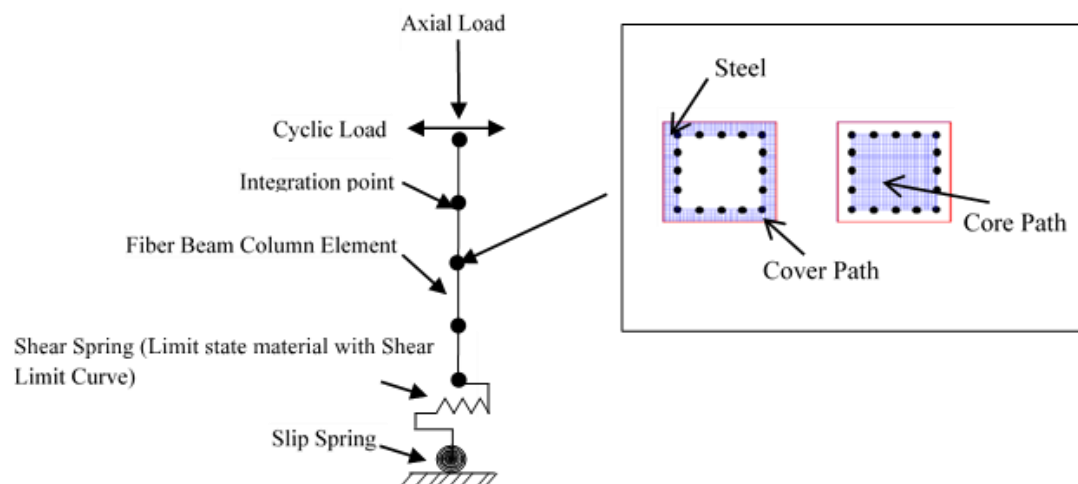 Axial Load
Cyclic Load
Integration point
Fiber Beam Column Element
Shear Spring (Limit state material with Shear
Limit Curve)
Slip Spring
Steel
Core Path
Cover Path